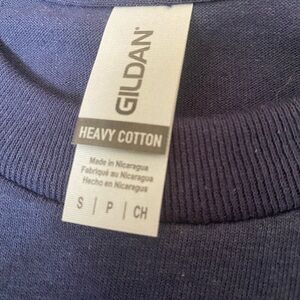 GILDAN
HEAVY COTTON
Made in Nicaragua
Fabriqué au Nicaragua
Hecho en Nicaragua
S | P | CH